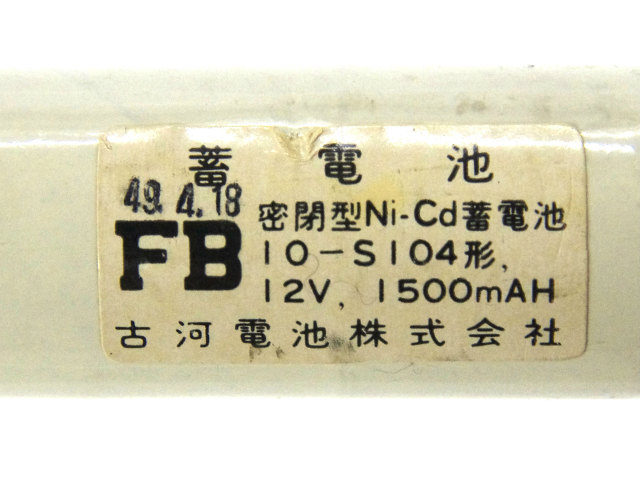 蓄電池
49.4.18
FB
密閉型Ni-Cd蓄電池
10-S104形,
12V, 1500mAH
古河電池株式会社